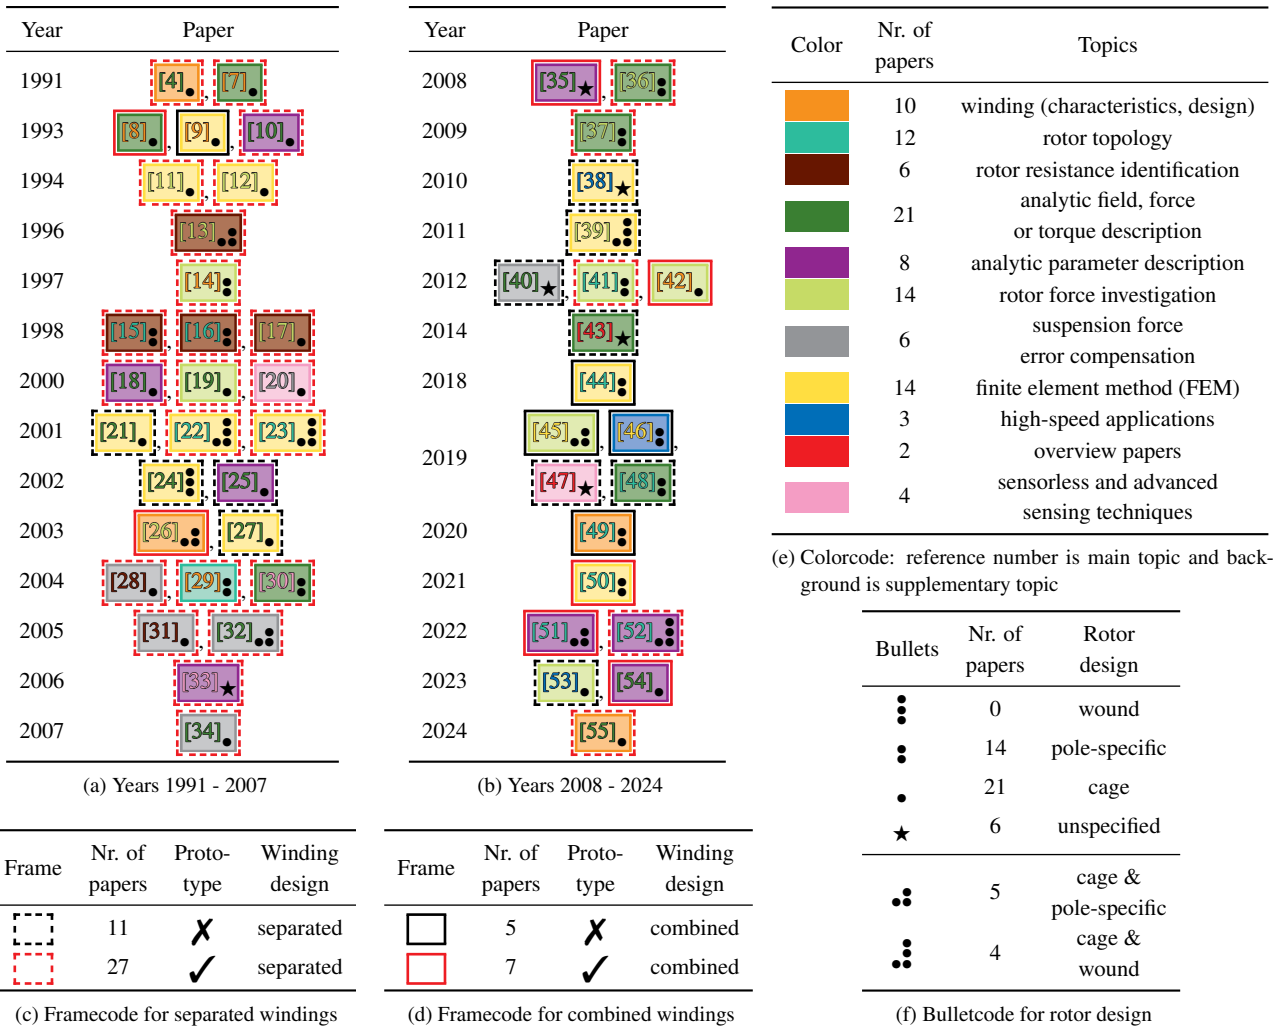 Year Paper
1991 [4], [7]
1993 [8], [9], [10]
1994 [11], [12]
1996 [13]
1997 [14]
1998 [15], [16], [17]
2000 [18], [19], [20]
2001 [21], [22], [23]
2002 [24], [25]
2003 [26], [27]
2004 [28], [29], [30]
2005 [31], [32]
2006 [33]
2007 [34]
(a) Years 1991 - 2007
Year Paper
2008 [35], [36]
2009 [37]
2010 [38]
2011 [39]
2012 [40], [41], [42]
2014 [43]
2018 [44]
[45], [46],
2019
[47], [48]
2020 [49]
2021 [50]
2022 [51], [52]
2023 [53], [54]
2024 [55]
(b) Years 2008 - 2024
Color Nr. of papers Topics
10 winding (characteristics, design)
12 rotor topology
6 rotor resistance identification
21 analytic field, force
or torque description
8 analytic parameter description
14 rotor force investigation
6 suspension force
error compensation
14 finite element method (FEM)
3 high-speed applications
2 overview papers
4 sensorless and advanced
sensing techniques
(e) Colorcode: reference number is main topic and back-
ground is supplementary topic
Bullets Nr. of papers Rotor design
0 wound
14 pole-specific
21 cage
6 unspecified
5 cage &
pole-specific
4 cage &
wound
(f) Bulletcode for rotor design
Frame Nr. of papers Proto-type Winding design
11 ✗ separated
27 ✓ separated
(c) Framecode for separated windings
Frame Nr. of papers Proto-type Winding design
5 ✗ combined
7 ✓ combined
(d) Framecode for combined windings